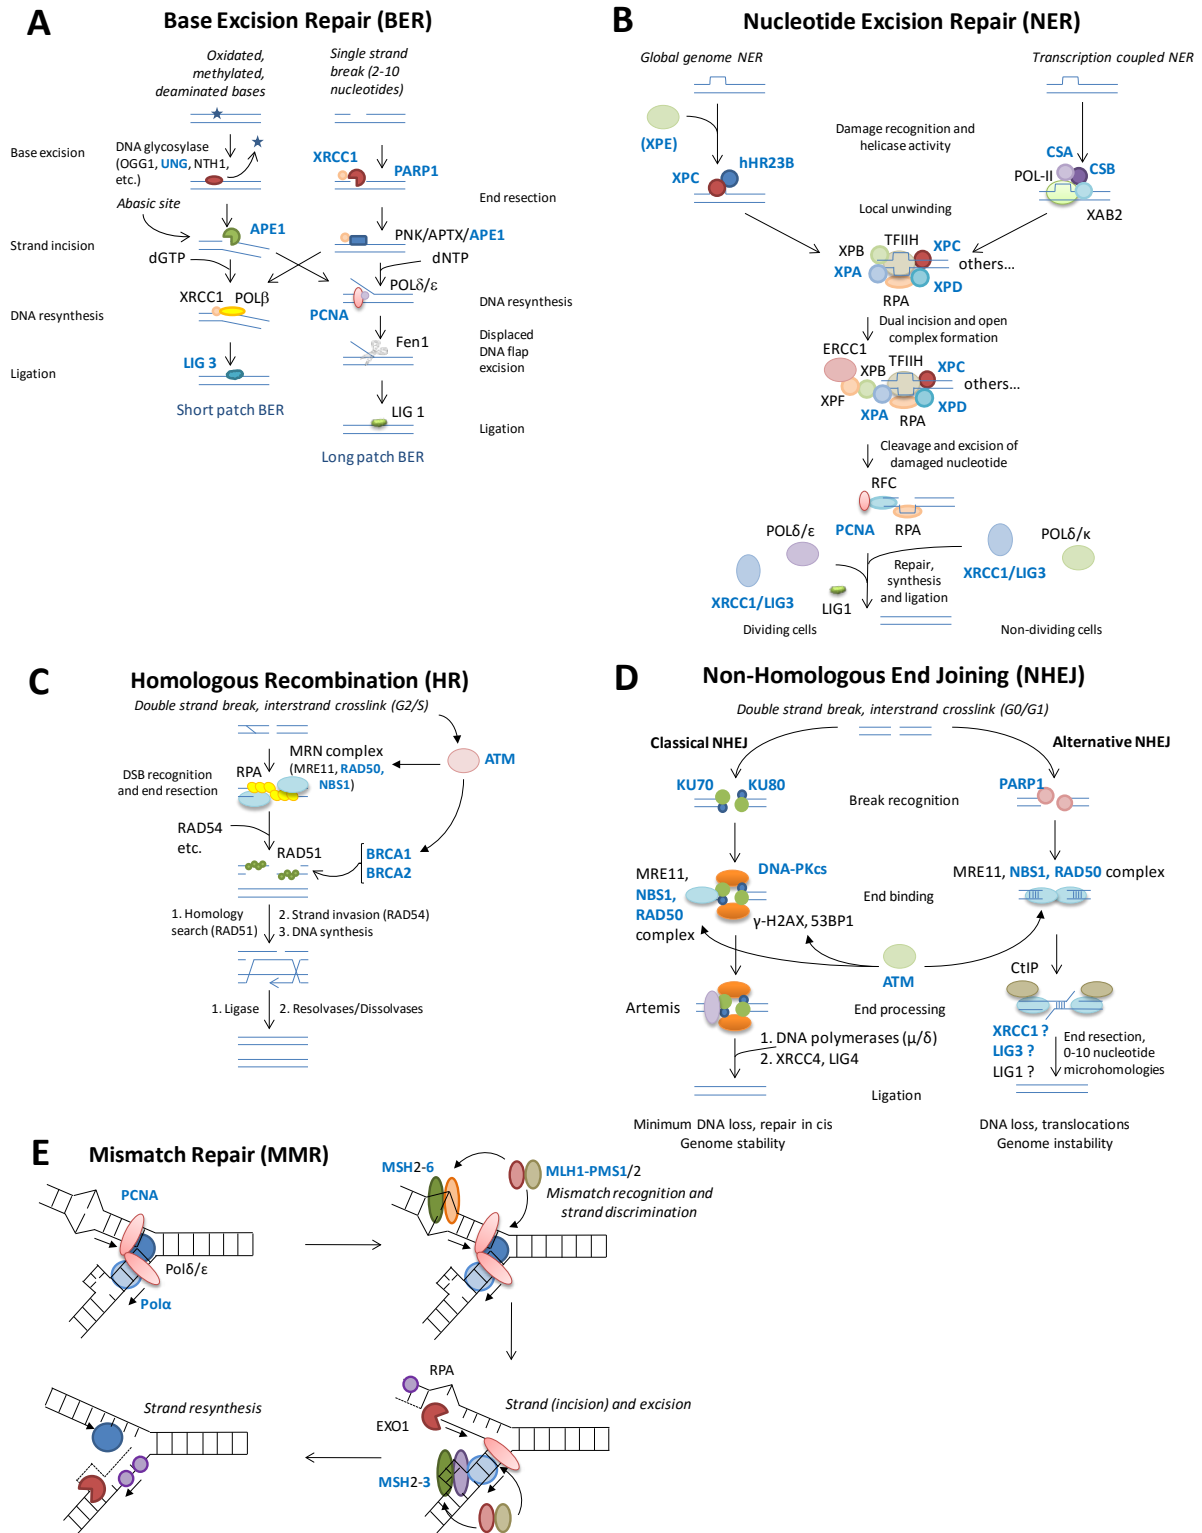 A
Base Excision Repair (BER)
Oxidated,
methylated,
deaminated bases
Single strand
break (2-10
nucleotides)
Base excision
DNA glycosylase
(OGG1, UNG, NTH1,
etc.)
XRCC1
PARP1
Abasic site
End resection
APE1
Strand incision
PNK/APTX/APE1
dGTP
dNTP
XRCC1
POLβ
POLδ/ε
PCNA
DNA resynthesis
DNA resynthesis
Fen1
Displaced
DNA flap
excision
LIG 3
Ligation
Short patch BER
LIG 1
Ligation
Long patch BER
B
Nucleotide Excision Repair (NER)
Global genome NER
Transcription coupled NER
(XPE)
Damage recognition and
helicase activity
hHR23B
XPC
CSA
CSB
POL-II
XAB2
Local unwinding
XPB
TFIIH
XPC
XPA
others...
XPD
RPA
Dual incision and open
complex formation
ERCC1
XPB
TFIIH
XPC
others...
XPF
XPA
RPA
XPD
Cleavage and excision of
damaged nucleotide
RFC
PCNA
RPA
POLδ/ε
POLδ/κ
XRCC1/LIG3
XRCC1/LIG3
Repair,
synthesis
and ligation
LIG1
Dividing cells
Non-dividing cells
C
Homologous Recombination (HR)
Double strand break, interstrand crosslink (G2/S)
MRN complex
(MRE11, RAD50,
NBS1)
ATM
RPA
DSB recognition
and end resection
RAD54
etc.
RAD51
BRCA1
BRCA2
1. Homology
search (RAD51)
2. Strand invasion (RAD54)
3. DNA synthesis
1. Ligase
2. Resolvases/Dissolvases
D
Non-Homologous End Joining (NHEJ)
Double strand break, interstrand crosslink (G0/G1)
Classical NHEJ
Alternative NHEJ
KU70
KU80
Break recognition
PARP1
MRE11,
NBS1,
RAD50
complex
DNA-PKcs
End binding
MRE11, NBS1, RAD50 complex
γ-H2AX, 53BP1
ATM
CtIP
Artemis
End processing
1. DNA polymerases (μ/δ)
2. XRCC4, LIG4
XRCC1 ?
LIG3 ?
LIG1 ?
End resection,
0-10 nucleotide
microhomologies
Ligation
Minimum DNA loss, repair in cis
Genome stability
DNA loss, translocations
Genome instability
E
Mismatch Repair (MMR)
PCNA
Polδ/ε
Polα
MSH2-6
MLH1-PMS1/2
Mismatch recognition and
strand discrimination
RPA
EXO1
Strand (incision) and excision
MSH2-3
Strand resynthesis